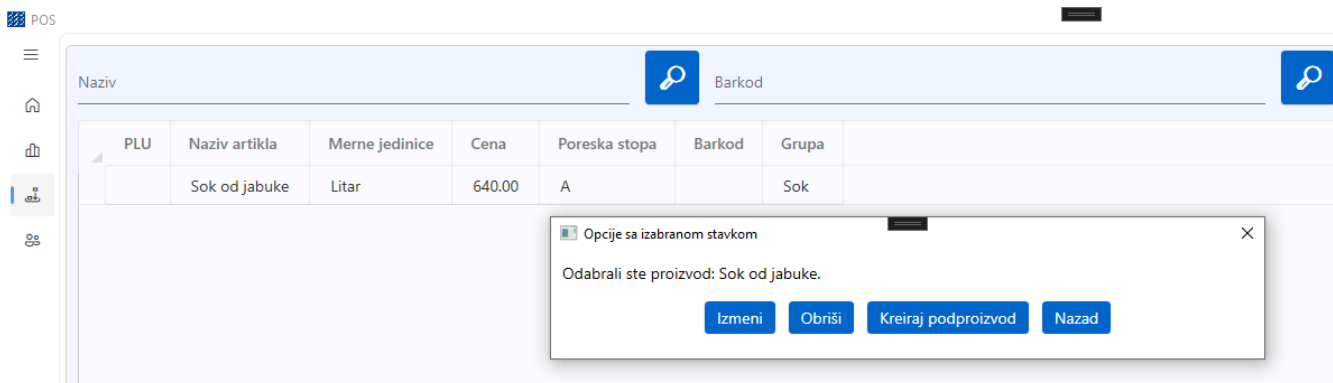 POS
Naziv
Barkod
PLU Naziv artikla Merne jedinice Cena Poreska stopa Barkod Grupa
Sok od jabuke Litar 640.00 A Sok
Opcije sa izabranom stavkom
Odabrali ste proizvod: Sok od jabuke.
Izmeni Obriši Kreiraj podproizvod Nazad